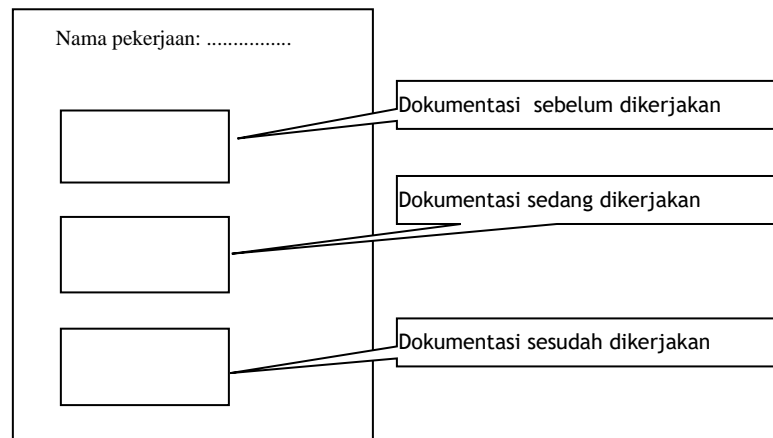 Nama pekerjaan: ................
Dokumentasi sebelum dikerjakan
Dokumentasi sedang dikerjakan
Dokumentasi sesudah dikerjakan